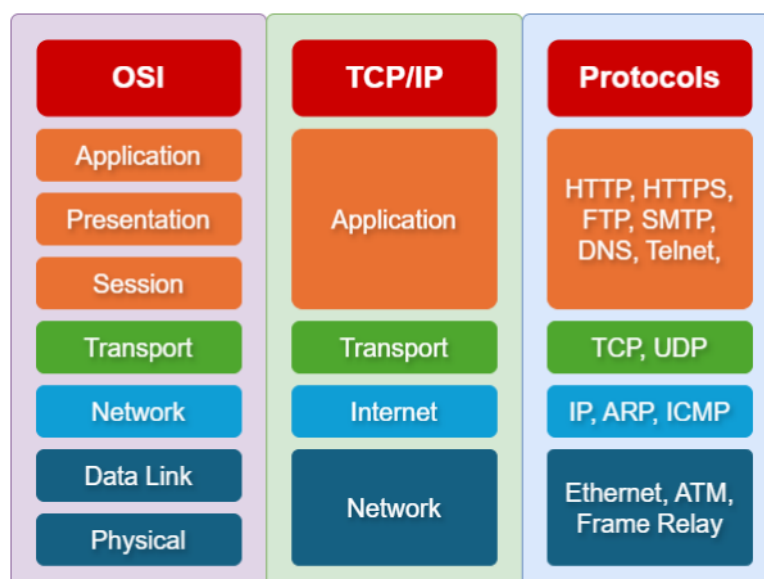 OSI
TCP/IP
Protocols
Application
Presentation
Session
Transport
Network
Data Link
Physical
Application
Transport
Internet
Network
HTTP, HTTPS,
FTP, SMTP,
DNS, Telnet,
TCP, UDP
IP, ARP, ICMP
Ethernet, ATM,
Frame Relay